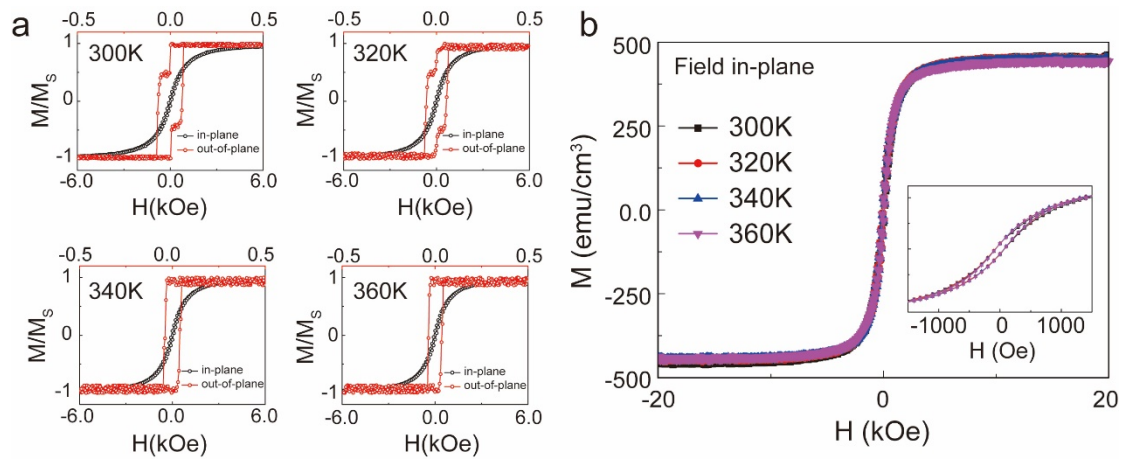 a
-0.5 0.0 0.5
1
0
-1
M/M_S
300K
in-plane
out-of-plane
-6.0 0.0 6.0
H(kOe)
-0.5 0.0 0.5
1
0
-1
M/M_S
320K
in-plane
out-of-plane
-6.0 0.0 6.0
H(kOe)
-0.5 0.0 0.5
1
0
-1
M/M_S
340K
in-plane
out-of-plane
-6.0 0.0 6.0
H(kOe)
-0.5 0.0 0.5
1
0
-1
M/M_S
360K
in-plane
out-of-plane
-6.0 0.0 6.0
H(kOe)
b
500
250
0.0
-250
-500
M (emu/cm³)
Field in-plane
300K
320K
340K
360K
-1000 0 1000
H (Oe)
-20 0 20
H (kOe)